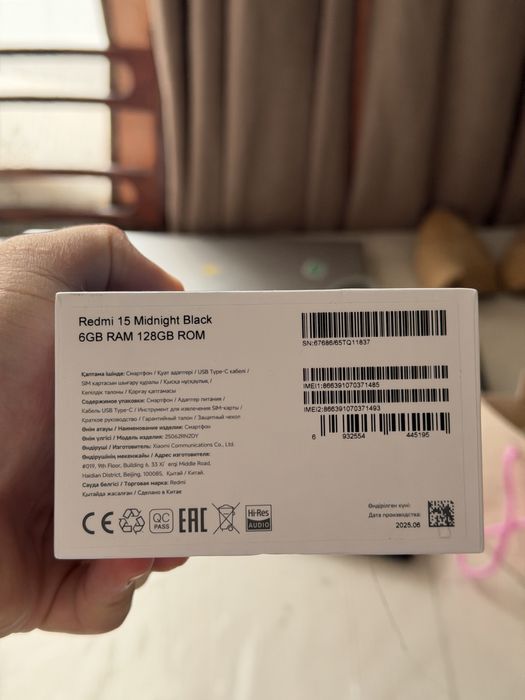 Redmi 15 Midnight Black
6GB RAM 128GB ROM
SN:67686/65TQ11837
IMEI1:866391070371485
IMEI2:866391070371493
6 932554 445195
Қаптама ішінде: Смартфон / Қуат адаптері / USB Type-C кабелі /
SIM картасын шығару құралы / Қысқа нұсқаулық /
Кепілдік талоны / Қорғау қаптамасы
Содержимое упаковки: Смартфон / Адаптер питания /
Кабель USB Type-C / Инструмент для извлечения SIM-карты /
Краткое руководство / Гарантийный талон / Защитный чехол
Өнім атауы / Наименование изделия: Смартфон
Өнім үлгісі / Модель изделия: 25062RN2DY
Өндіруші / Изготовитель: Xiaomi Communications Co., Ltd.
Өндірушінің мекенжайы / Адрес изготовителя:
#019, 9th Floor, Building 6, 33 Xi'erqi Middle Road,
Haidian District, Beijing, 100085, Қытай / Китай.
Сауда белгісі / Торговая марка: Redmi
Қытайда жасалған / Сделано в Китае
CE
QC
PASS
EAC
Hi-Res
AUDIO
Өндірілген күні:
Дата производства:
2025.06